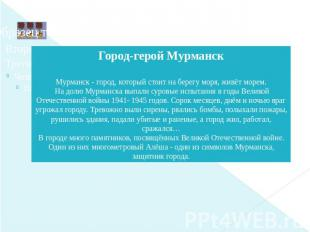 Город-герой Мурманск
Мурманск - город, который стоит на берегу моря, живёт морем.
На долю Мурманска выпали суровые испытания в годы Великой
Отечественной войны 1941- 1945 годов. Сорок месяцев, днём и ночью враг
угрожал городу. Тревожно выли сирены, рвались бомбы, полыхали пожары,
рушились здания, падали убитые и раненые, а город жил, работал,
сражался…
В городе много памятников, посвящённых Великой Отечественной войне.
Один из них многометровый Алёша - один из символов Мурманска,
защитник города.
PPT4WEB.ru